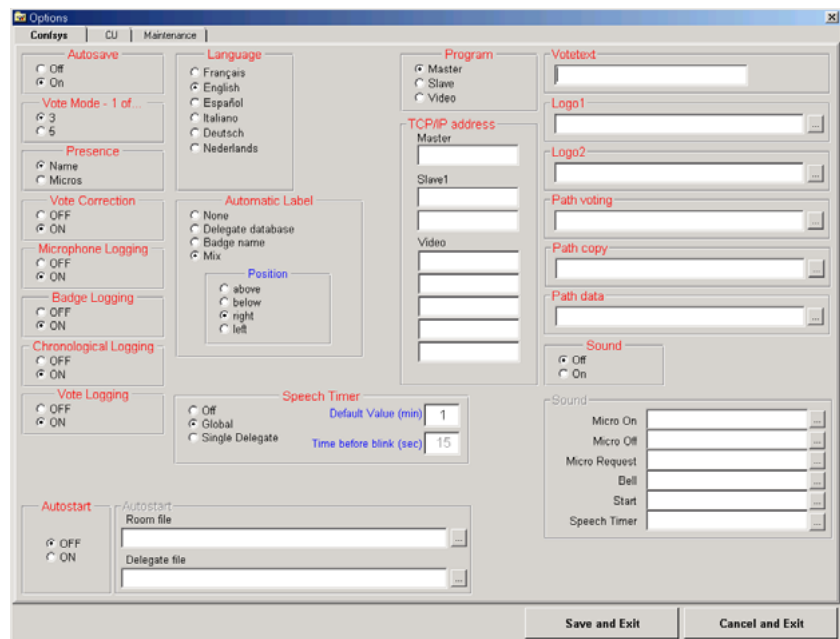 Options
Confsys
CU
Maintenance
Autosave
Off
On
Vote Mode - 1 of...
3
5
Presence
Name
Micros
Vote Correction
OFF
ON
Microphone Logging
OFF
ON
Badge Logging
OFF
ON
Chronological Logging
OFF
ON
Vote Logging
OFF
ON
Language
Français
English
Español
Italiano
Deutsch
Nederlands
Automatic Label
None
Delegate database
Badge name
Mix
Position
above
below
right
left
Speech Timer
Off
Global
Single Delegate
Default Value (min) 1
Time before blink (sec) 15
Program
Master
Slave
Video
TCP/IP address
Master
Slave1
Video
Votetext
Logo1
...
Logo2
...
Path voting
...
Path copy
...
Path data
...
Sound
Off
On
Sound
Micro On ...
Micro Off ...
Micro Request ...
Bell ...
Start ...
Speech Timer ...
Autostart
OFF
ON
Autostart
Room file
...
Delegate file
...
Save and Exit
Cancel and Exit